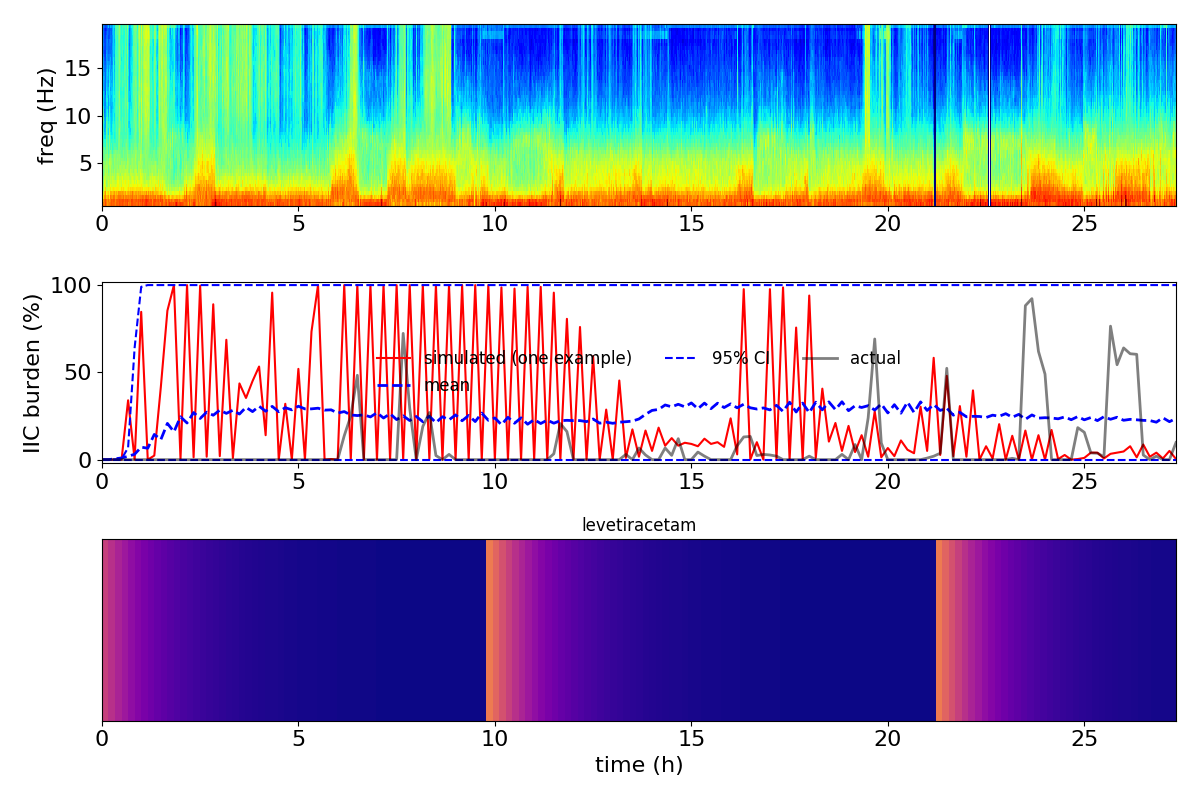 freq (Hz)
15
10
5
0 5 10 15 20 25
IIC burden (%)
100
50
0
simulated (one example) 95% CI actual
mean
0 5 10 15 20 25
levetiracetam
0 5 10 15 20 25
time (h)